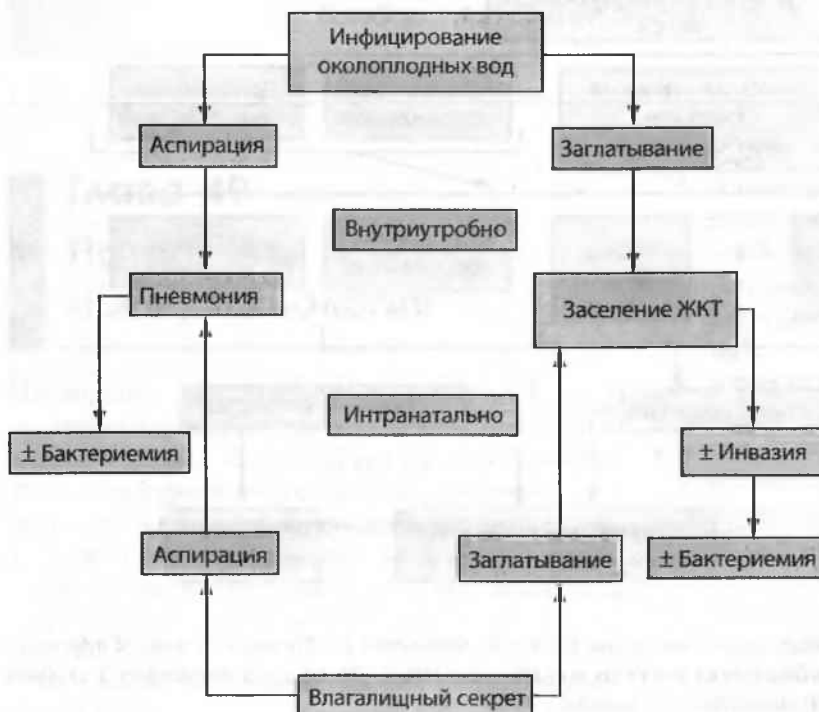 Инфицирование
околоплодных вод
Аспирация
Заглатывание
Внутриутробно
Пневмония
Заселение ЖКТ
Интранатально
± Бактериемия
± Инвазия
Аспирация
Заглатывание
± Бактериемия
Влагалищный секрет